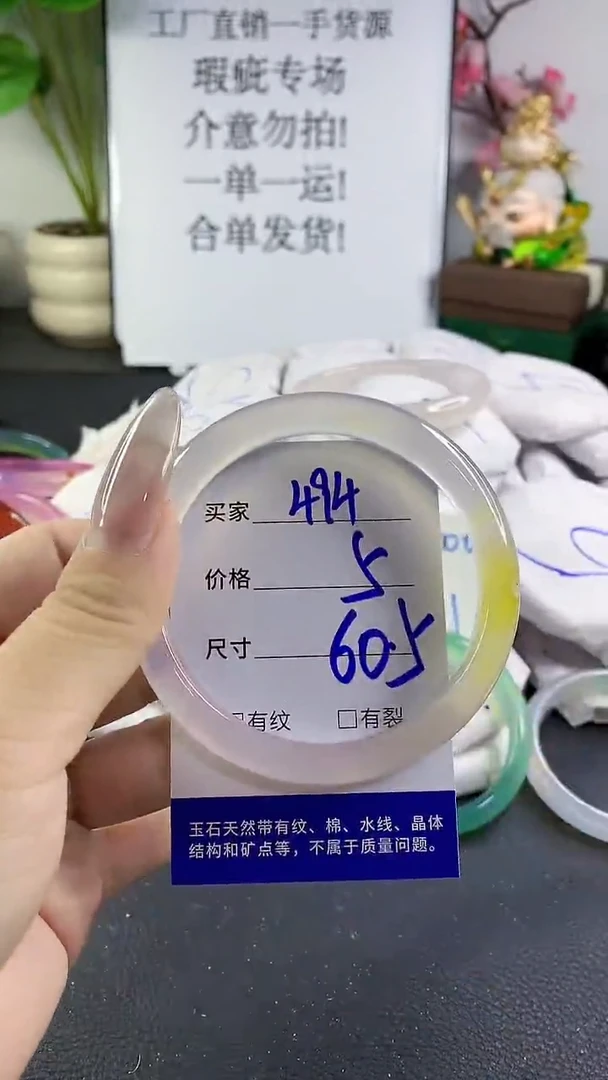 工厂直销一手货源
瑕疵专场
介意勿拍!
一单一运!
合单发货!
买家 494
价格 5
尺寸 60.5
□有纹 □有裂
玉石天然带有纹、棉、水线、晶体
结构和矿点等，不属于质量问题。